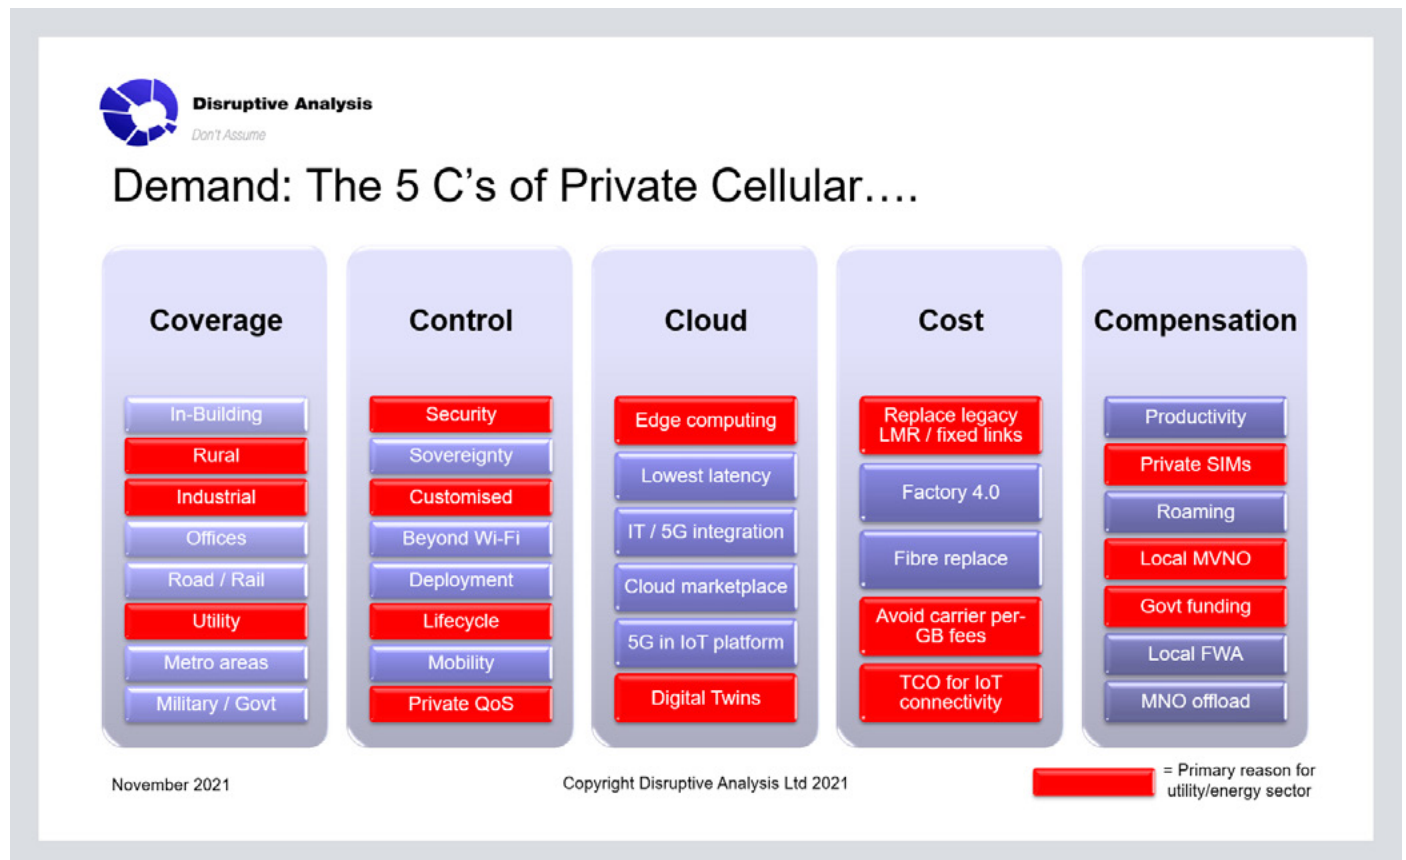 Disruptive Analysis
Don't Assume
Demand: The 5 C's of Private Cellular….
Coverage
In-Building
Rural
Industrial
Offices
Road / Rail
Utility
Metro areas
Military / Govt
Control
Security
Sovereignty
Customised
Beyond Wi-Fi
Deployment
Lifecycle
Mobility
Private QoS
Cloud
Edge computing
Lowest latency
IT / 5G integration
Cloud marketplace
5G in IoT platform
Digital Twins
Cost
Replace legacy
LMR / fixed links
Factory 4.0
Fibre replace
Avoid carrier per-
GB fees
TCO for IoT
connectivity
Compensation
Productivity
Private SIMs
Roaming
Local MVNO
Govt funding
Local FWA
MNO offload
November 2021
Copyright Disruptive Analysis Ltd 2021
= Primary reason for
utility/energy sector